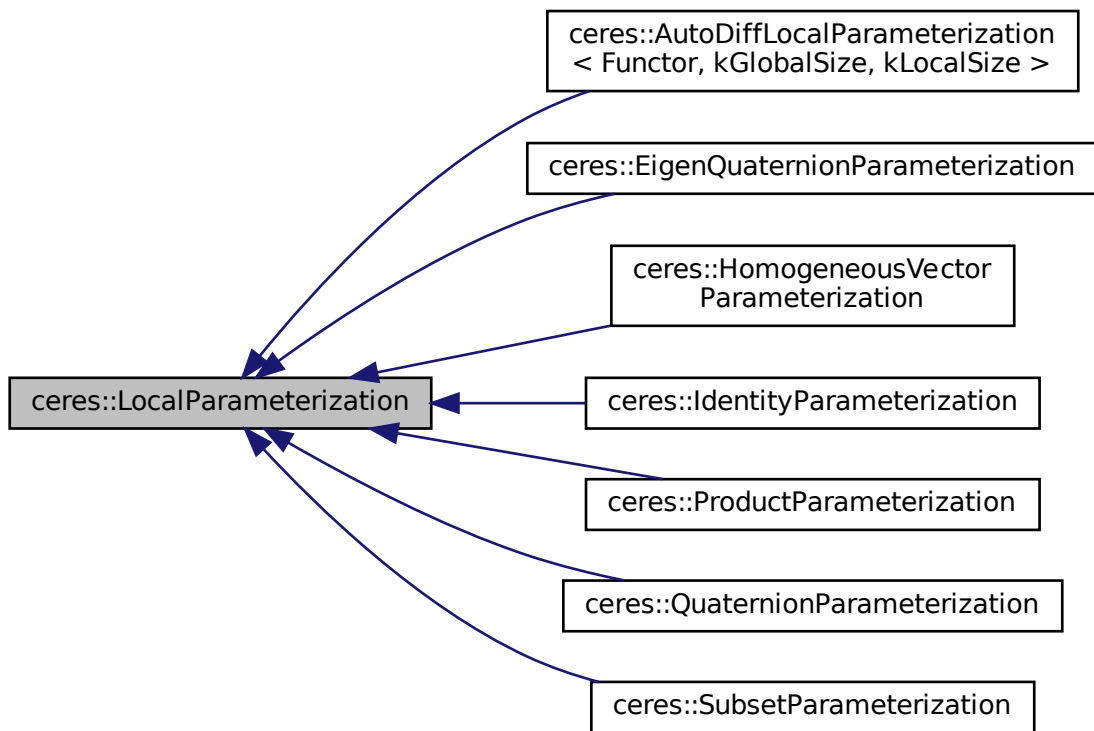 ceres::AutoDiffLocalParameterization
< Functor, kGlobalSize, kLocalSize >
ceres::EigenQuaternionParameterization
ceres::HomogeneousVector
Parameterization
ceres::LocalParameterization
ceres::IdentityParameterization
ceres::ProductParameterization
ceres::QuaternionParameterization
ceres::SubsetParameterization